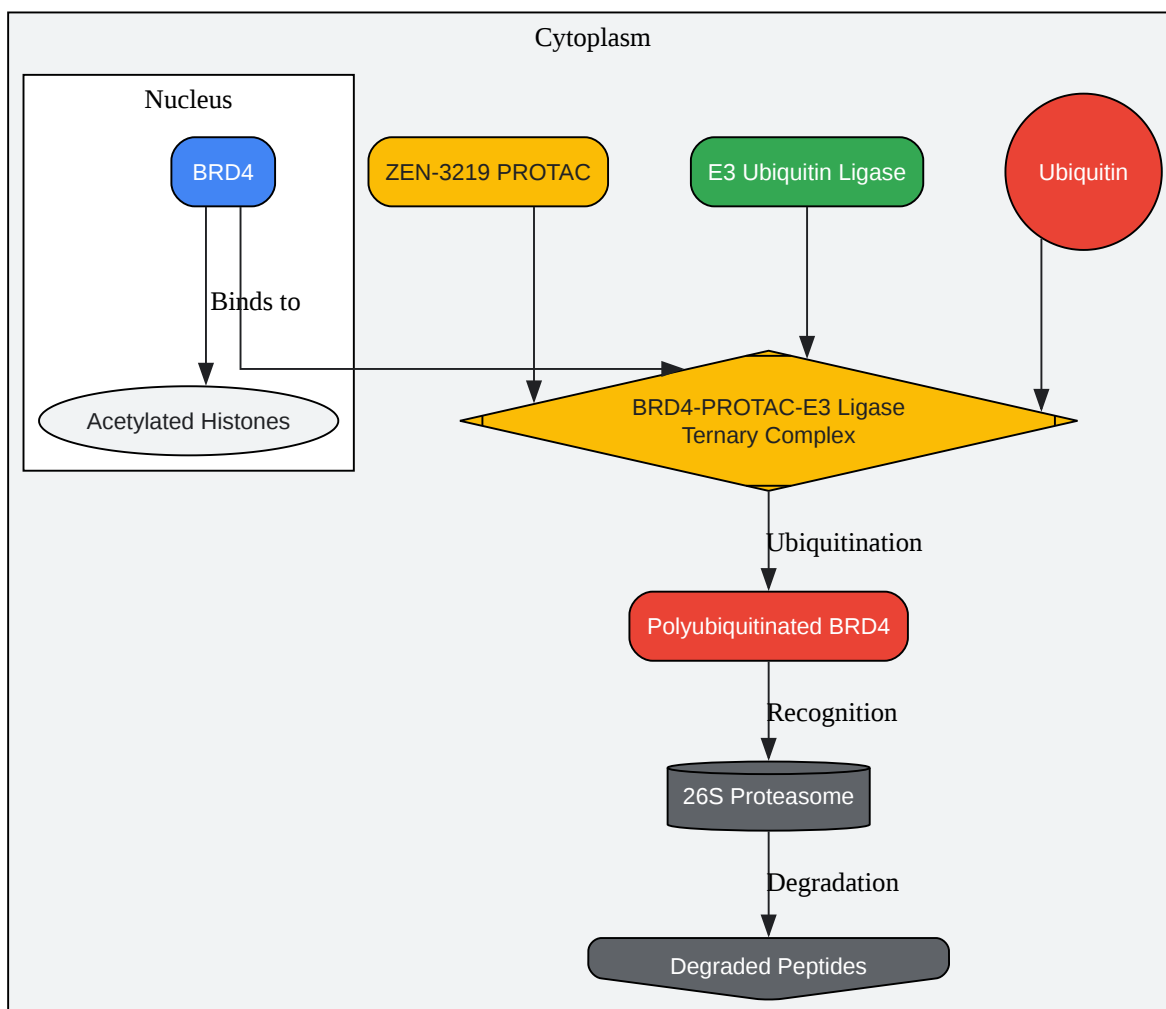 Cytoplasm
Nucleus
BRD4
ZEN-3219 PROTAC
E3 Ubiquitin Ligase
Ubiquitin
Binds to
Acetylated Histones
BRD4-PROTAC-E3 Ligase
Ternary Complex
Ubiquitination
Polyubiquitinated BRD4
Recognition
26S Proteasome
Degradation
Degraded Peptides